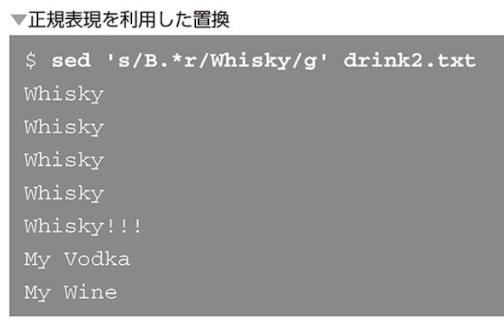 ▼正規表現を利用した置換
$ sed 's/B.*r/Whisky/g' drink2.txt
Whisky
Whisky
Whisky
Whisky
Whisky!!!
My Vodka
My Wine